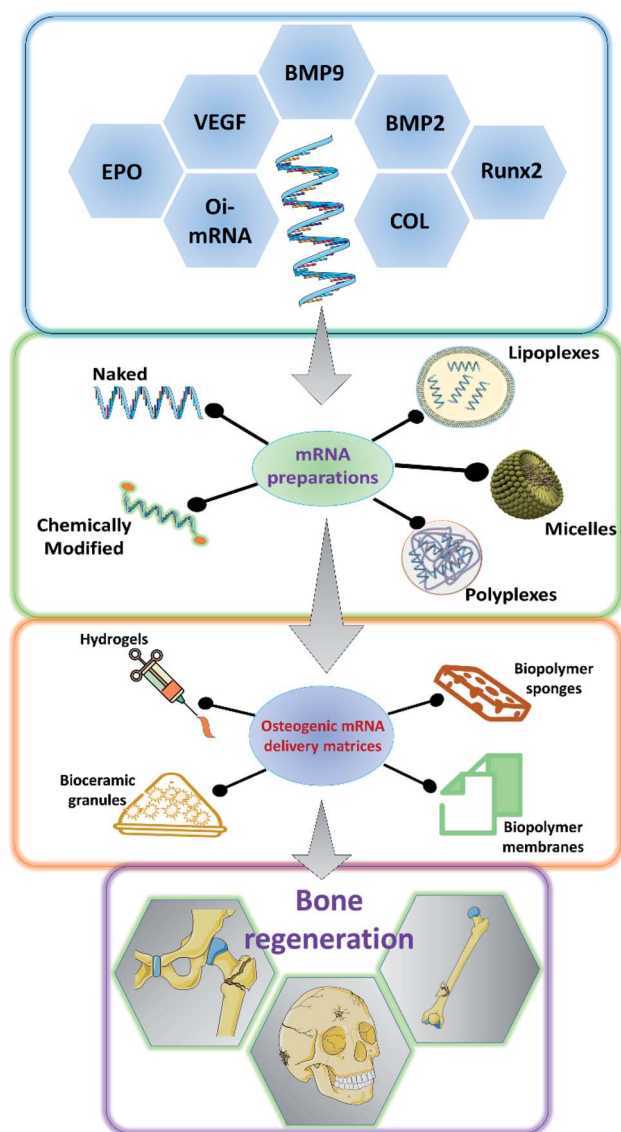 BMP9
VEGF
BMP2
EPO
Runx2
Oi-
mRNA
COL
Naked
Lipoplexes
mRNA
preparations
Chemically
Modified
Micelles
Polyplexes
Hydrogels
Biopolymer
sponges
Osteogenic mRNA
delivery matrices
Bioceramic
granules
Biopolymer
membranes
Bone
regeneration